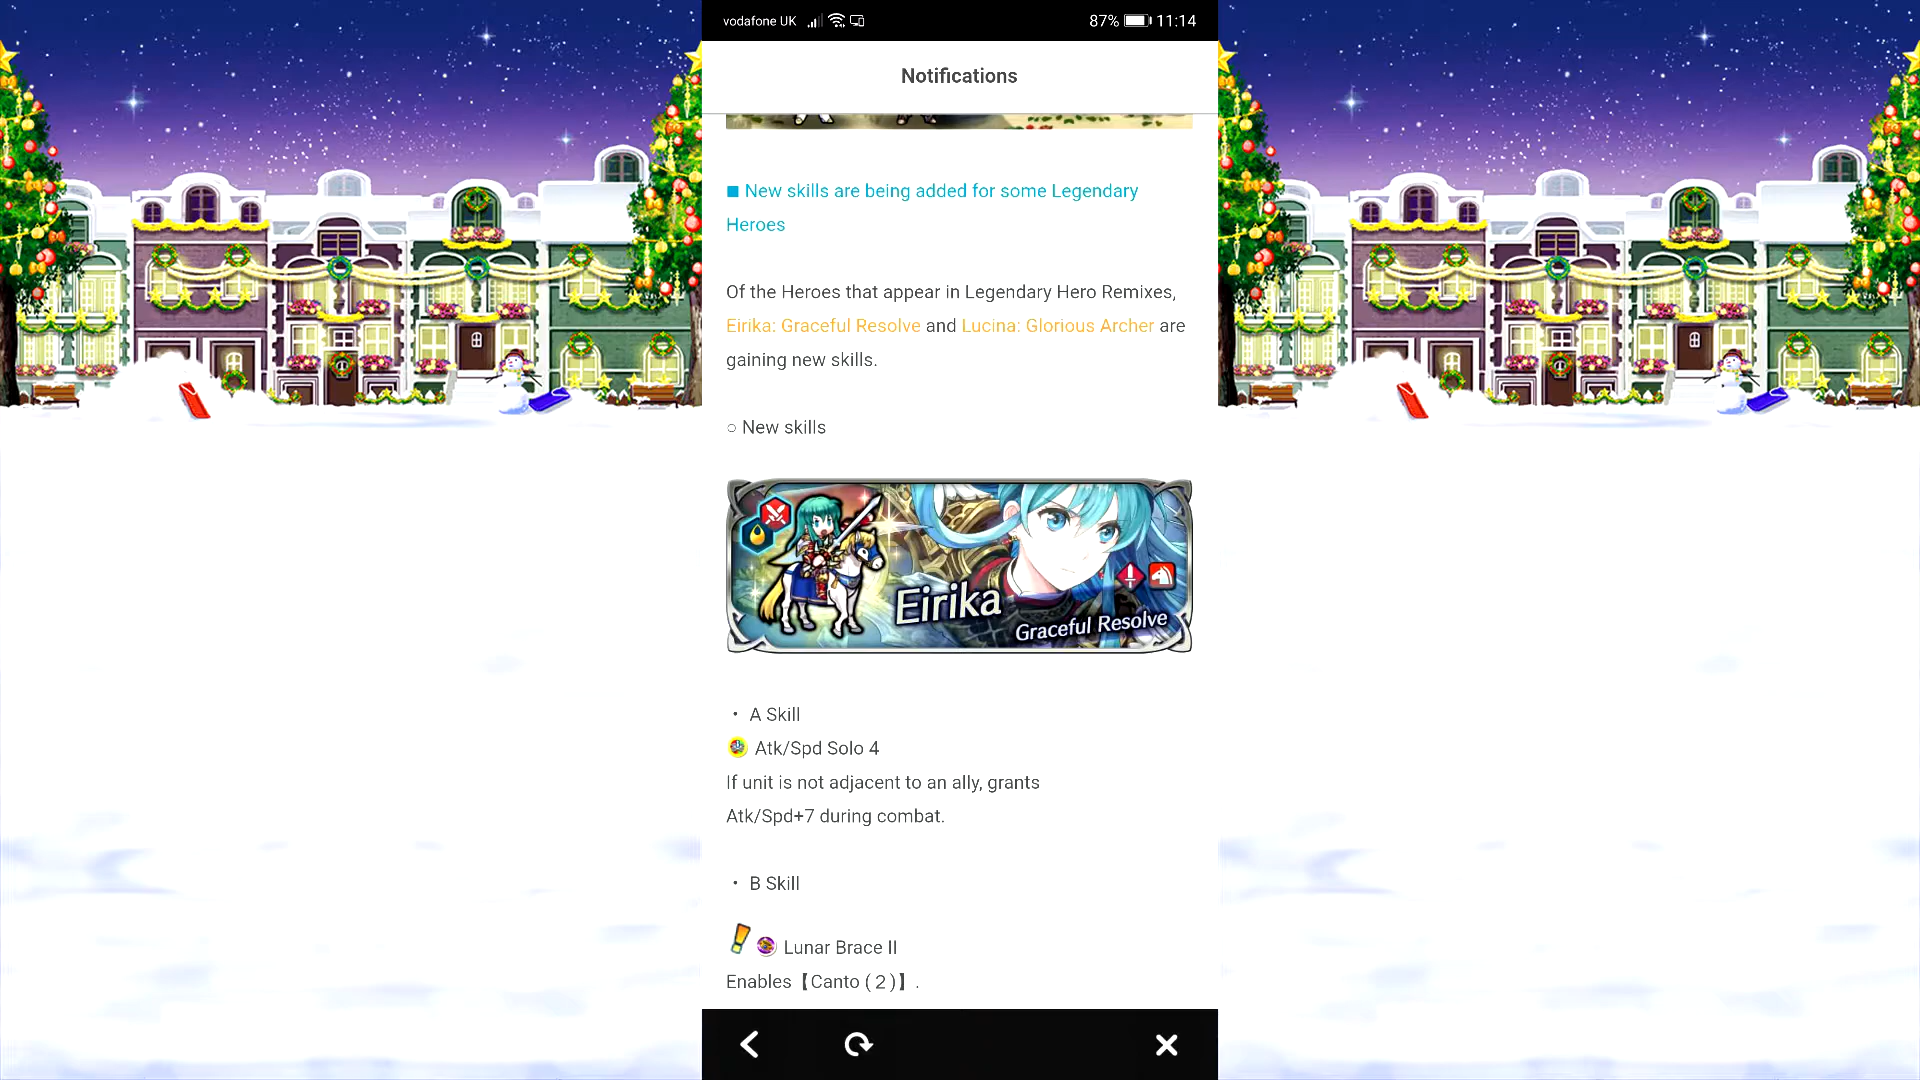 vodafone UK 87% 11:14
Notifications
■ New skills are being added for some Legendary
Heroes
Of the Heroes that appear in Legendary Hero Remixes,
Eirika: Graceful Resolve and Lucina: Glorious Archer are
gaining new skills.
○ New skills
Eirika
Graceful Resolve
・ A Skill
Atk/Spd Solo 4
If unit is not adjacent to an ally, grants
Atk/Spd+7 during combat.
・ B Skill
Lunar Brace II
Enables【Canto (２)】.